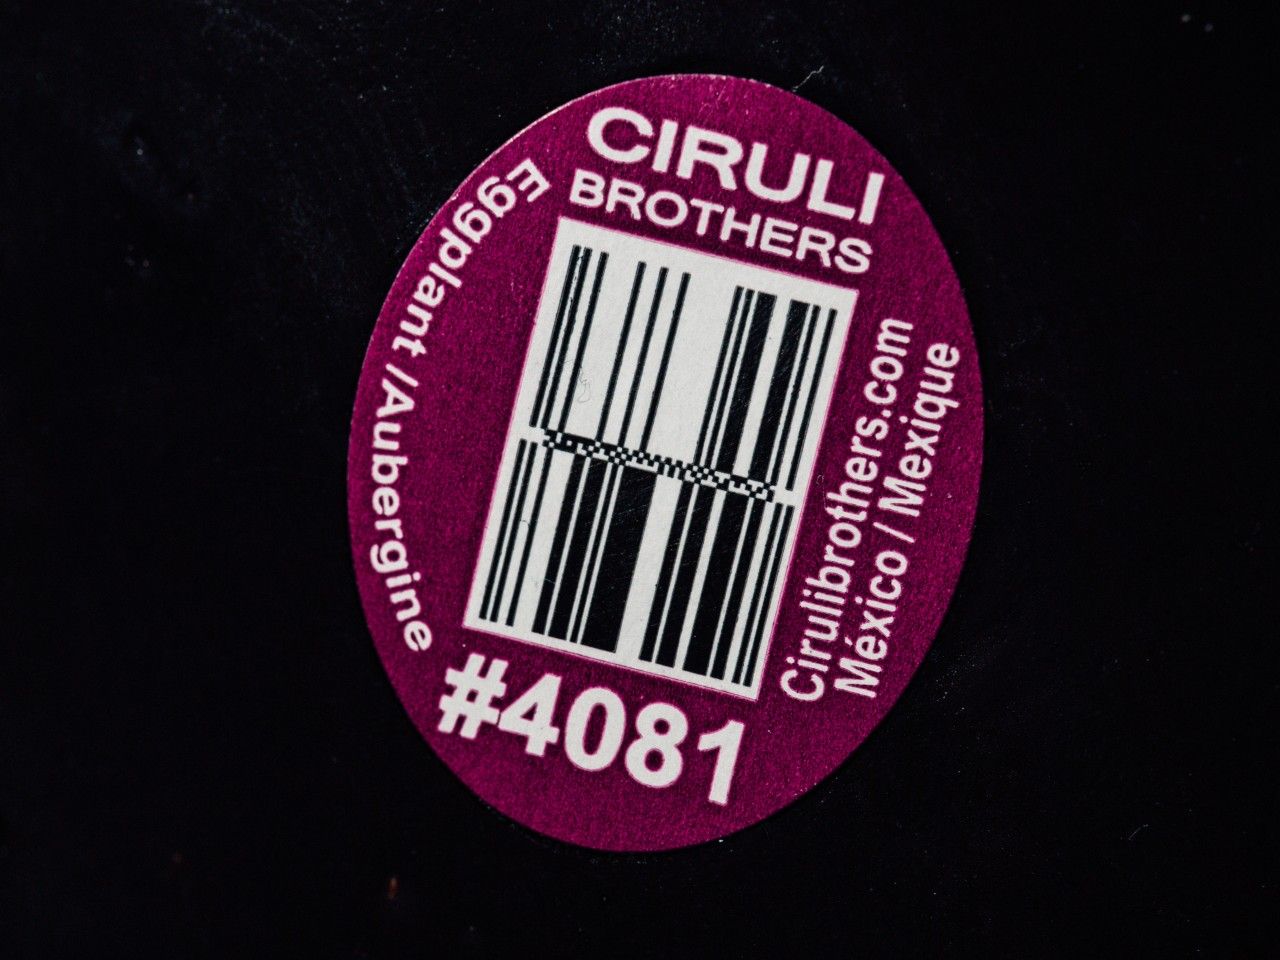 CIRULI
BROTHERS
Eggplant /Aubergine
Cirulibrothers.com
México / Mexique
#4081